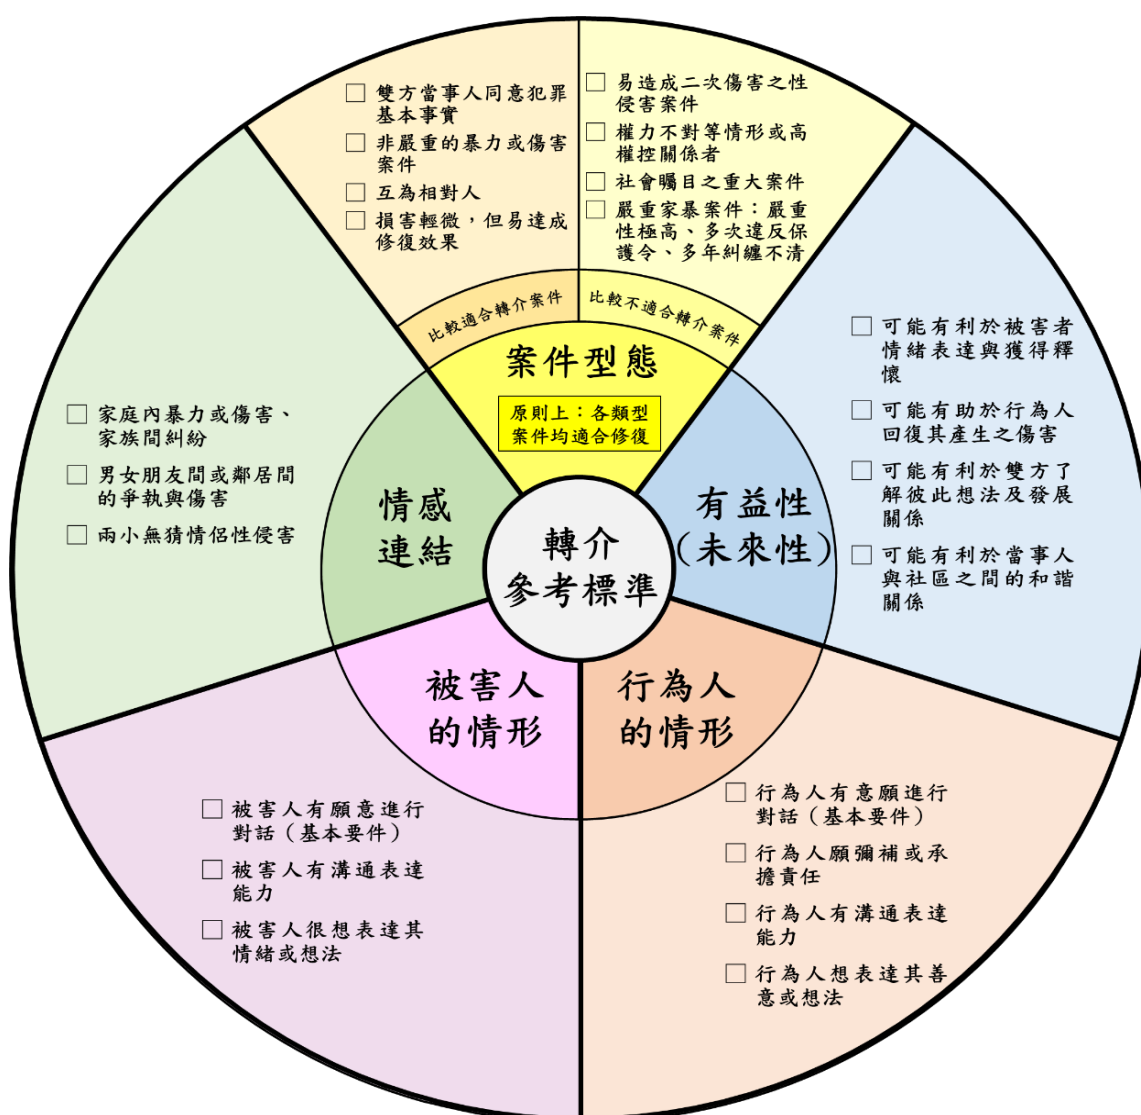 轉介
參考標準
案件型態
原則上：各類型
案件均適合修復
比較適合轉介案件
□ 雙方當事人同意犯罪
基本事實
□ 非嚴重的暴力或傷害
案件
□ 互為相對人
□ 損害輕微，但易達成
修復效果
比較不適合轉介案件
□ 易造成二次傷害之性
侵害案件
□ 權力不對等情形或高
權控關係者
□ 社會矚目之重大案件
□ 嚴重家暴案件：嚴重
性極高、多次違反保
護令、多年糾纏不清
有益性
(未來性)
□ 可能有利於被害者
情緒表達與獲得釋
懷
□ 可能有助於行為人
回復其產生之傷害
□ 可能有利於雙方了
解彼此想法及發展
關係
□ 可能有利於當事人
與社區之間的和諧
關係
行為人
的情形
□ 行為人有意願進行
對話（基本要件）
□ 行為人願彌補或承
擔責任
□ 行為人有溝通表達
能力
□ 行為人想表達其善
意或想法
被害人
的情形
□ 被害人有願意進行
對話（基本要件）
□ 被害人有溝通表達
能力
□ 被害人很想表達其
情緒或想法
情感
連結
□ 家庭內暴力或傷害、
家族間糾紛
□ 男女朋友間或鄰居間
的爭執與傷害
□ 兩小無猜情侶性侵害